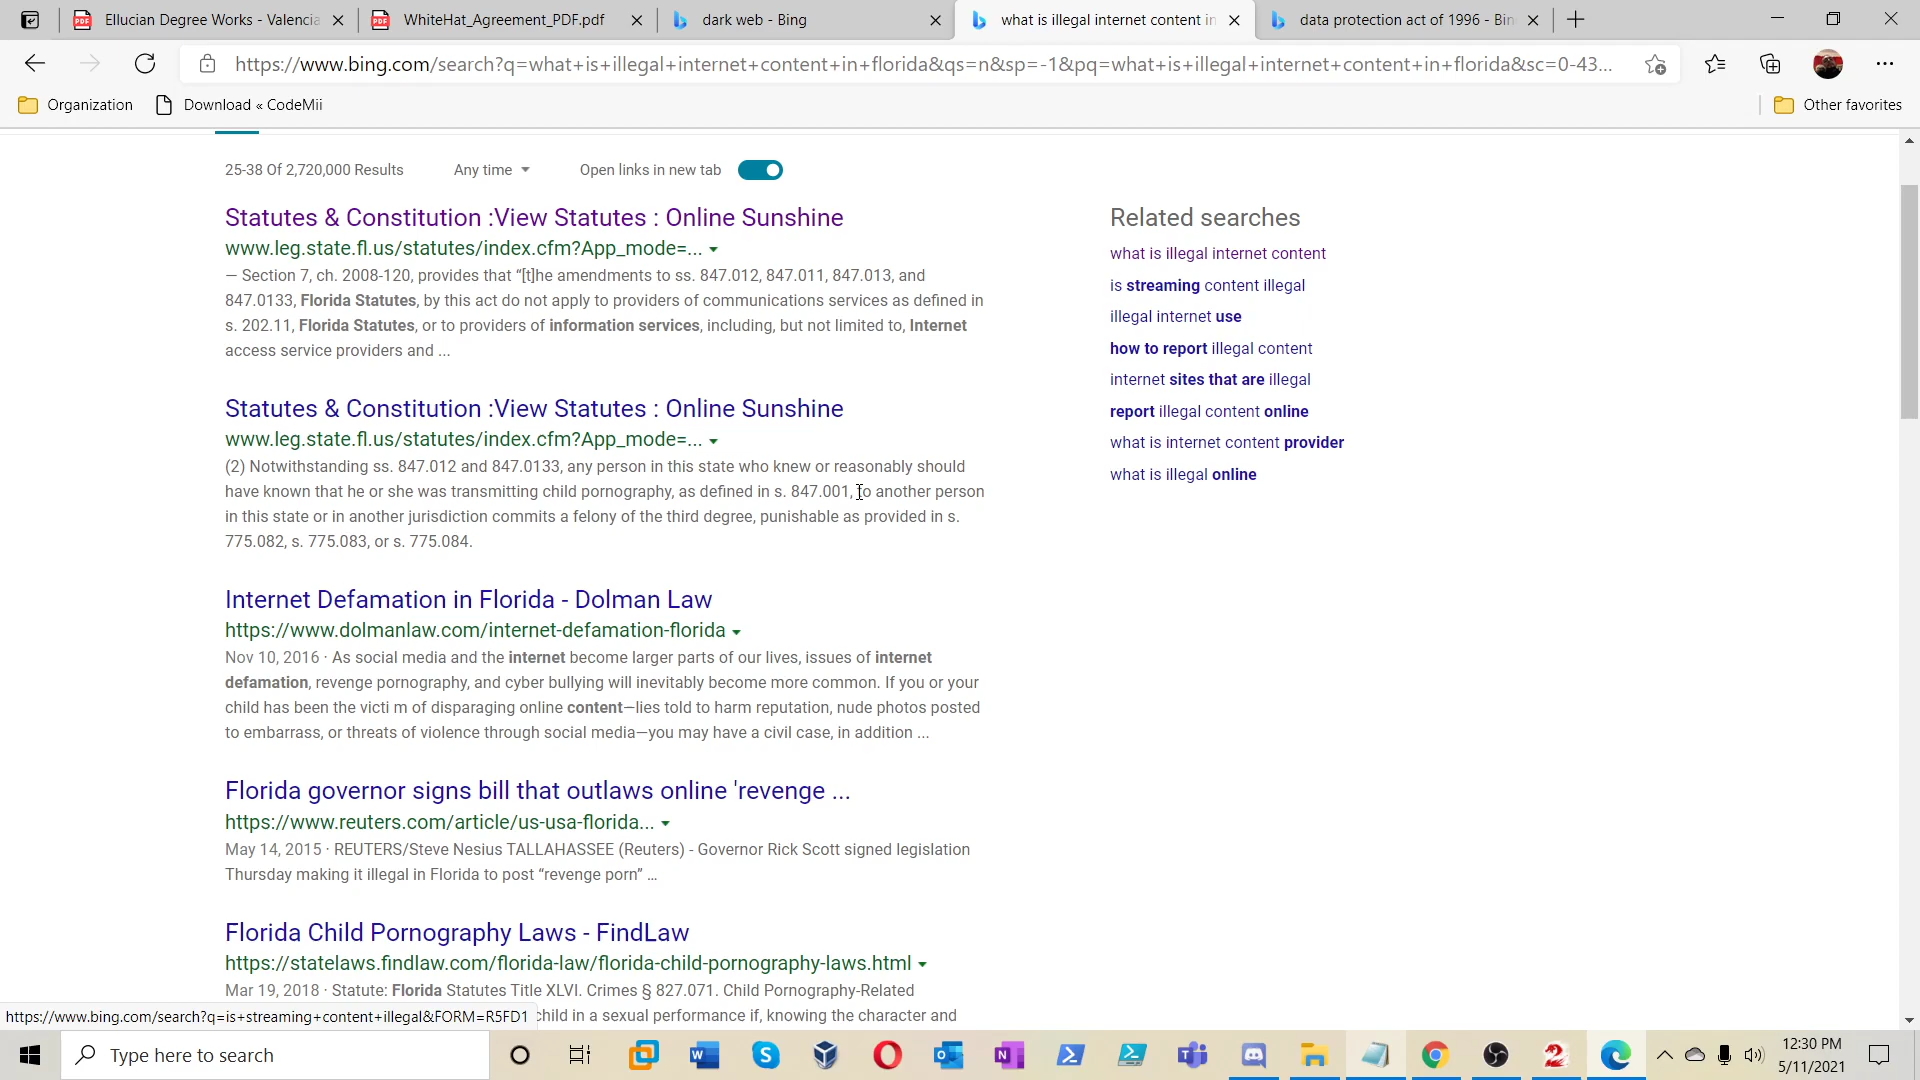 Ellucian Degree Works - Valencia
WhiteHat_Agreement_PDF.pdf
dark web - Bing
what is illegal internet content in
data protection act of 1996 - Bin
https://www.bing.com/search?q=what+is+illegal+internet+content+in+florida&qs=n&sp=-1&pq=what+is+illegal+internet+content+in+florida&sc=0-43...
Organization
Download « CodeMii
Other favorites
25-38 Of 2,720,000 Results
Any time
Open links in new tab
Statutes & Constitution :View Statutes : Online Sunshine
www.leg.state.fl.us/statutes/index.cfm?App_mode=...
— Section 7, ch. 2008-120, provides that “[t]he amendments to ss. 847.012, 847.011, 847.013, and
847.0133, Florida Statutes, by this act do not apply to providers of communications services as defined in
s. 202.11, Florida Statutes, or to providers of information services, including, but not limited to, Internet
access service providers and ...
Statutes & Constitution :View Statutes : Online Sunshine
www.leg.state.fl.us/statutes/index.cfm?App_mode=...
(2) Notwithstanding ss. 847.012 and 847.0133, any person in this state who knew or reasonably should
have known that he or she was transmitting child pornography, as defined in s. 847.001, to another person
in this state or in another jurisdiction commits a felony of the third degree, punishable as provided in s.
775.082, s. 775.083, or s. 775.084.
Internet Defamation in Florida - Dolman Law
https://www.dolmanlaw.com/internet-defamation-florida
Nov 10, 2016 · As social media and the internet become larger parts of our lives, issues of internet
defamation, revenge pornography, and cyber bullying will inevitably become more common. If you or your
child has been the victi m of disparaging online content—lies told to harm reputation, nude photos posted
to embarrass, or threats of violence through social media—you may have a civil case, in addition ...
Florida governor signs bill that outlaws online 'revenge ...
https://www.reuters.com/article/us-usa-florida...
May 14, 2015 · REUTERS/Steve Nesius TALLAHASSEE (Reuters) - Governor Rick Scott signed legislation
Thursday making it illegal in Florida to post “revenge porn” ...
Florida Child Pornography Laws - FindLaw
https://statelaws.findlaw.com/florida-law/florida-child-pornography-laws.html
Mar 19, 2018 · Statute: Florida Statutes Title XLVI. Crimes § 827.071. Child Pornography-Related
child in a sexual performance if, knowing the character and
Related searches
what is illegal internet content
is streaming content illegal
illegal internet use
how to report illegal content
internet sites that are illegal
report illegal content online
what is internet content provider
what is illegal online
https://www.bing.com/search?q=is+streaming+content+illegal&FORM=R5FD1
Type here to search
12:30 PM
5/11/2021